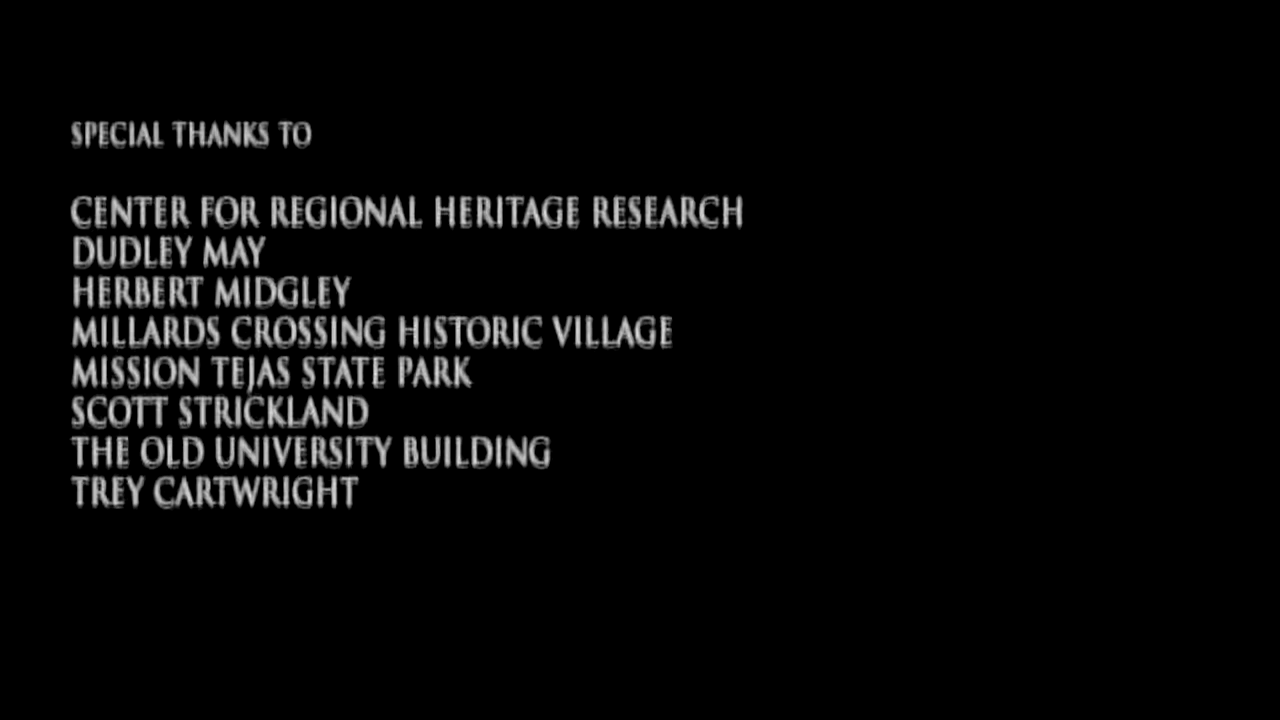 SPECIAL THANKS TO
CENTER FOR REGIONAL HERITAGE RESEARCH
DUDLEY MAY
HERBERT MIDGLEY
MILLARDS CROSSING HISTORIC VILLAGE
MISSION TEJAS STATE PARK
SCOTT STRICKLAND
THE OLD UNIVERSITY BUILDING
TREY CARTWRIGHT